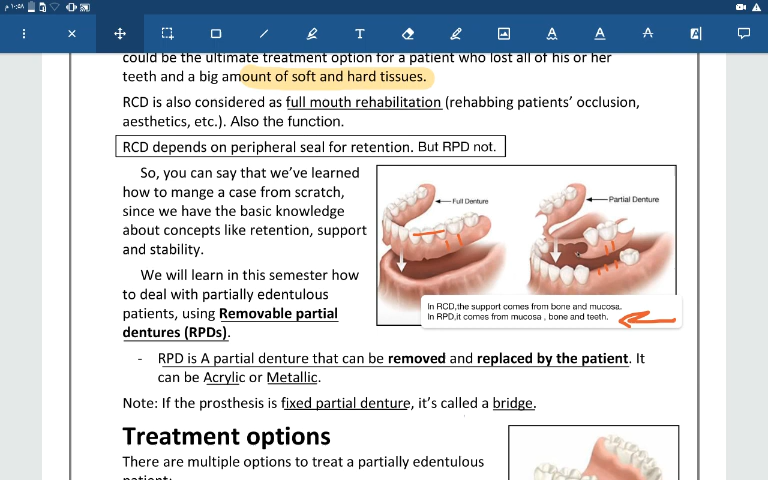 ١٠:٥٨ م
could be the ultimate treatment option for a patient who lost all of his or her
teeth and a big amount of soft and hard tissues.
RCD is also considered as full mouth rehabilitation (rehabbing patients’ occlusion,
aesthetics, etc.). Also the function.
RCD depends on peripheral seal for retention. But RPD not.
So, you can say that we’ve learned
how to mange a case from scratch,
since we have the basic knowledge
about concepts like retention, support
and stability.
Full Denture
Partial Denture
We will learn in this semester how
to deal with partially edentulous
patients, using Removable partial
dentures (RPDs).
In RCD,the support comes from bone and mucosa.
In RPD,it comes from mucosa , bone and teeth.
- RPD is A partial denture that can be removed and replaced by the patient. It
can be Acrylic or Metallic.
Note: If the prosthesis is fixed partial denture, it’s called a bridge.
Treatment options
There are multiple options to treat a partially edentulous
patient: